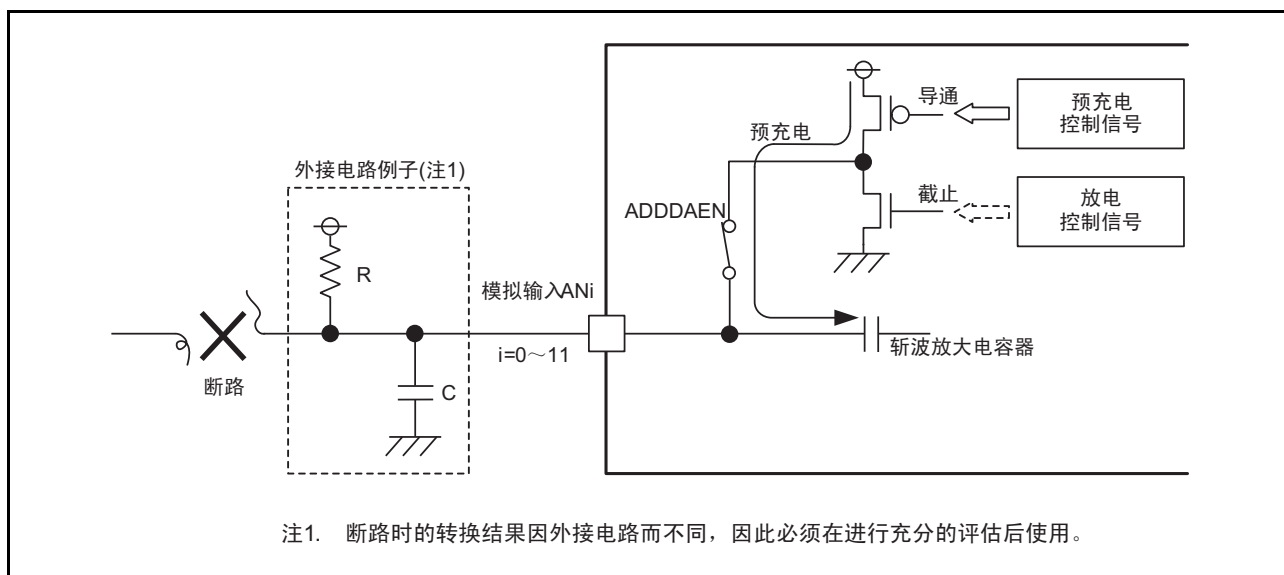 导通
预充电
控制信号
预充电
外接电路例子(注1)
截止
放电
控制信号
ADDDAEN
R
模拟输入ANi
i=0～11
斩波放大电容器
断路
C
注1. 断路时的转换结果因外接电路而不同，因此必须在进行充分的评估后使用。